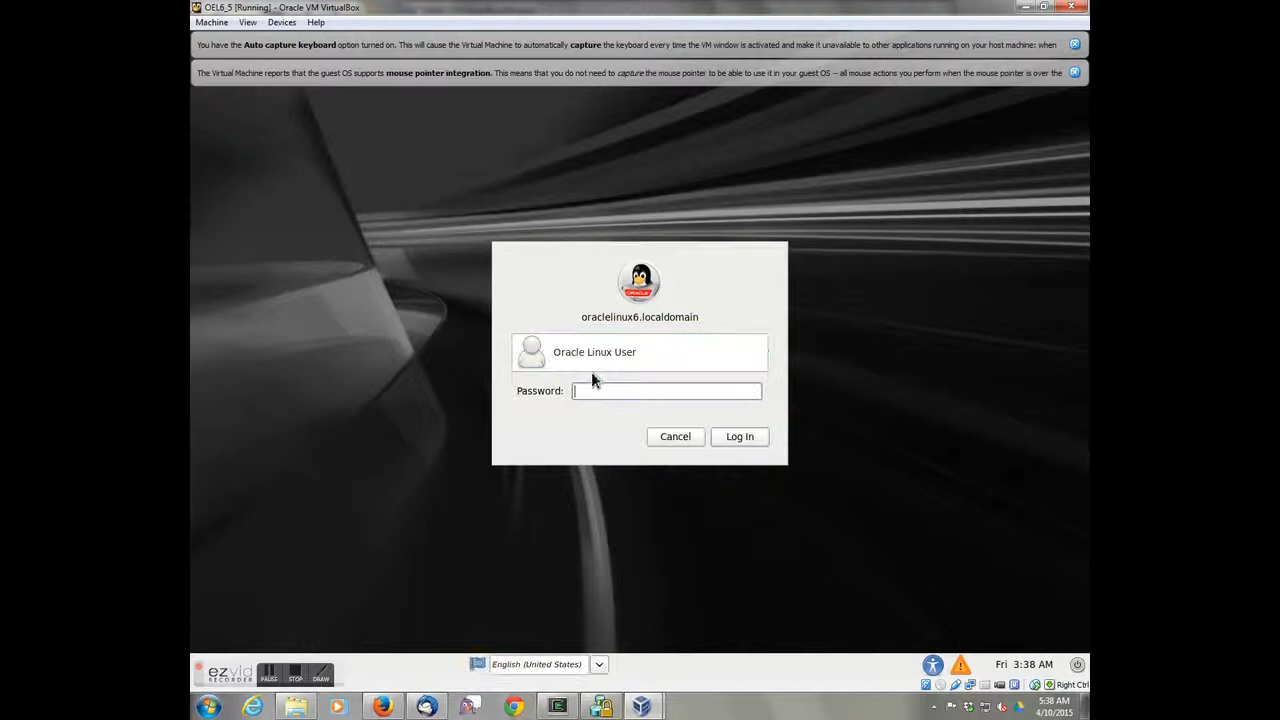 OEL6_5 [Running] - Oracle VM VirtualBox
Machine View Devices Help
You have the Auto capture keyboard option turned on. This will cause the Virtual Machine to automatically capture the keyboard every time the VM window is activated and make it unavailable to other applications running on your host machine: when
The Virtual Machine reports that the guest OS supports mouse pointer integration. This means that you do not need to capture the mouse pointer to be able to use it in your guest OS -- all mouse actions you perform when the mouse pointer is over the
ORACLE
oraclelinux6.localdomain
Oracle Linux User
Password:
Cancel Log In
ezvid
RECORDER
PAUSE STOP DRAW
English (United States)
Fri 3:38 AM
Right Ctrl
5:38 AM
4/10/2015